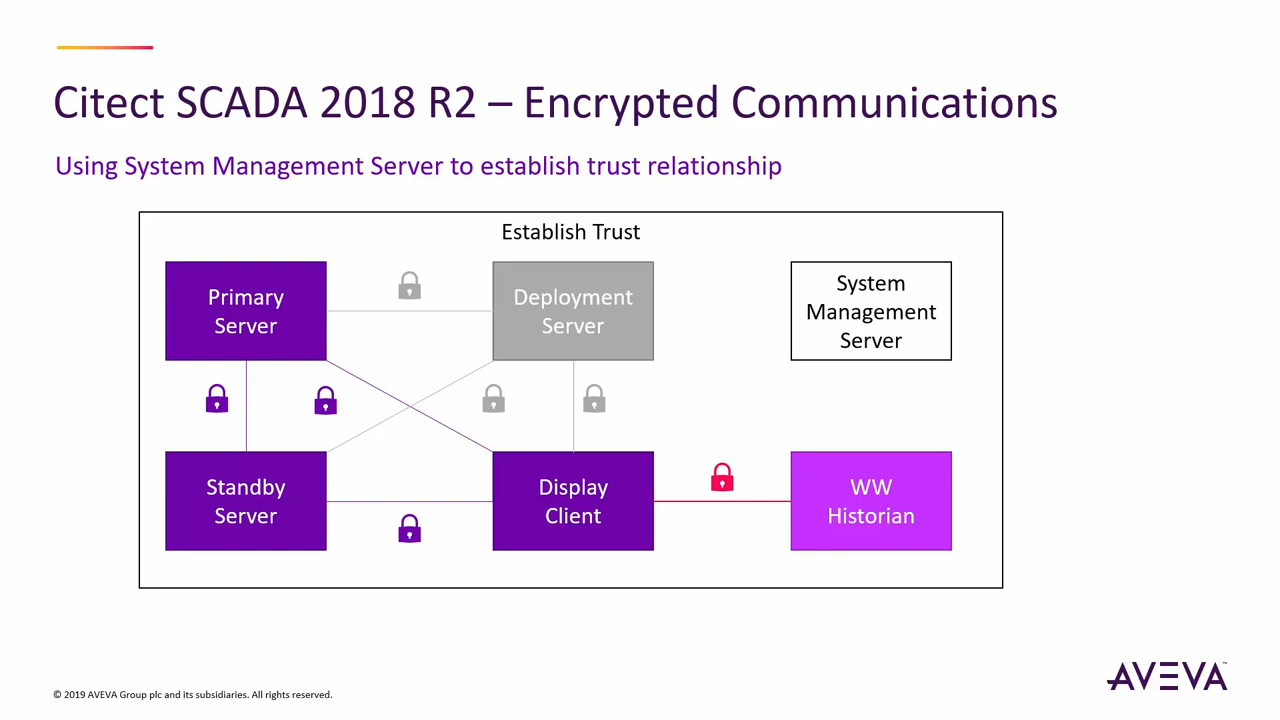 Citect SCADA 2018 R2 – Encrypted Communications
Using System Management Server to establish trust relationship
Establish Trust
Primary
Server
Deployment
Server
System
Management
Server
Standby
Server
Display
Client
WW
Historian
© 2019 AVEVA Group plc and its subsidiaries. All rights reserved.
AVEVA™